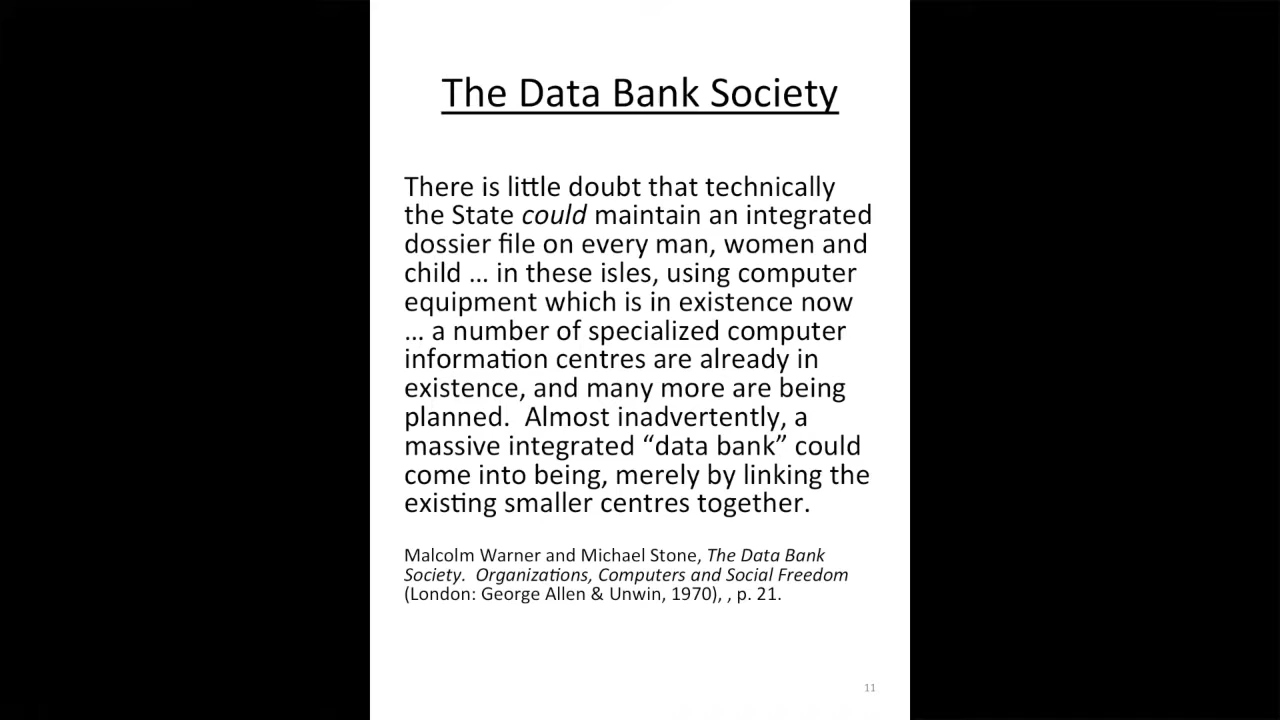 The Data Bank Society
There is little doubt that technically
the State could maintain an integrated
dossier file on every man, women and
child … in these isles, using computer
equipment which is in existence now
… a number of specialized computer
information centres are already in
existence, and many more are being
planned.  Almost inadvertently, a
massive integrated “data bank” could
come into being, merely by linking the
existing smaller centres together.
Malcolm Warner and Michael Stone, The Data Bank
Society.  Organizations, Computers and Social Freedom
(London: George Allen & Unwin, 1970), , p. 21.
11